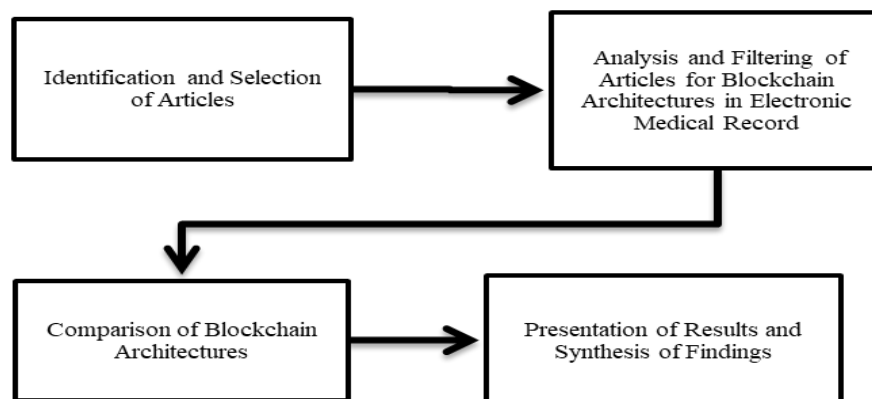 Identification and Selection
of Articles
Analysis and Filtering of
Articles for Blockchain
Architectures in Electronic
Medical Record
Comparison of Blockchain
Architectures
Presentation of Results and
Synthesis of Findings